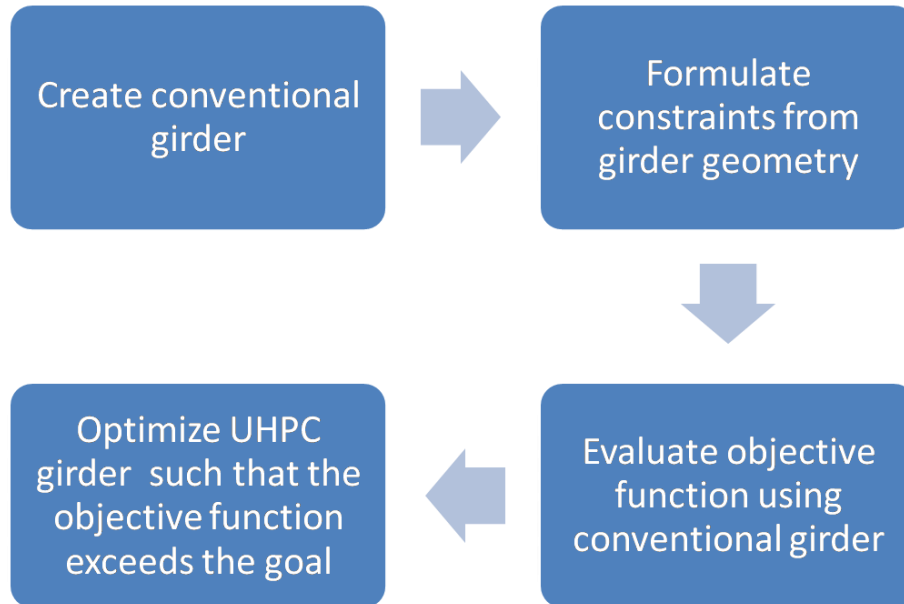 Create conventional
girder
Formulate
constraints from
girder geometry
Evaluate objective
function using
conventional girder
Optimize UHPC
girder such that the
objective function
exceeds the goal